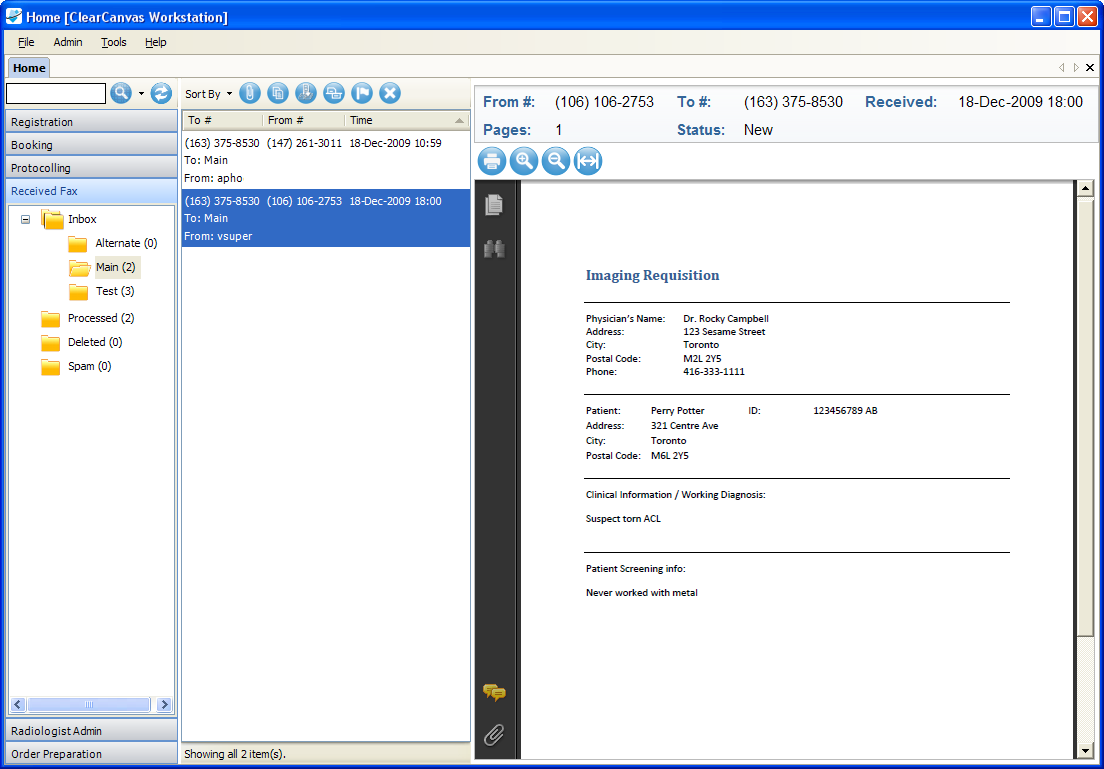 Home [ClearCanvas Workstation]
File Admin Tools Help
Home
Registration
Booking
Protocolling
Received Fax
Inbox
Alternate (0)
Main (2)
Test (3)
Processed (2)
Deleted (0)
Spam (0)
Radiologist Admin
Order Preparation
Sort By
To # From # Time
(163) 375-8530 (147) 261-3011 18-Dec-2009 10:59
To: Main
From: apho
(163) 375-8530 (106) 106-2753 18-Dec-2009 18:00
To: Main
From: vsuper
Showing all 2 item(s).
From #: (106) 106-2753 To #: (163) 375-8530 Received: 18-Dec-2009 18:00
Pages: 1 Status: New
Imaging Requisition
Physician's Name: Dr. Rocky Campbell
Address: 123 Sesame Street
City: Toronto
Postal Code: M2L 2Y5
Phone: 416-333-1111
Patient: Perry Potter ID: 123456789 AB
Address: 321 Centre Ave
City: Toronto
Postal Code: M6L 2Y5
Clinical Information / Working Diagnosis:
Suspect torn ACL
Patient Screening info:
Never worked with metal